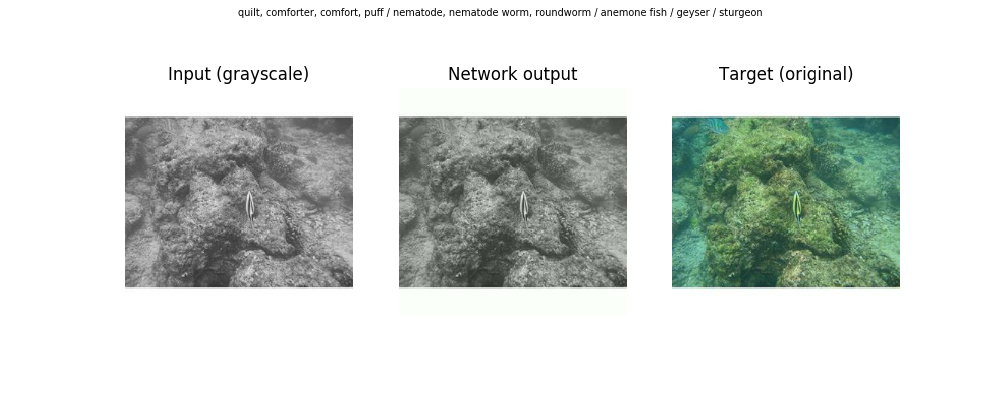 quilt, comforter, comfort, puff / nematode, nematode worm, roundworm / anemone fish / geyser / sturgeon
Input (grayscale)
Network output
Target (original)